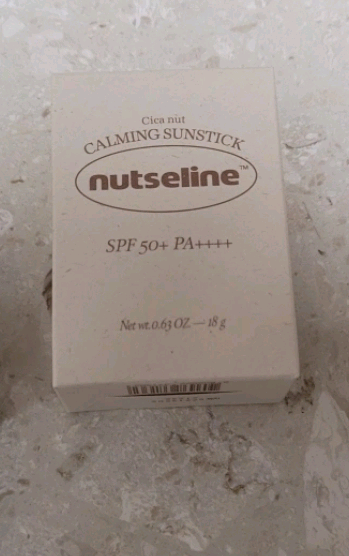 Cica nut
CALMING SUNSTICK
nutseline™
SPF 50+ PA++++
Net wt. 0.63 OZ — 18 g